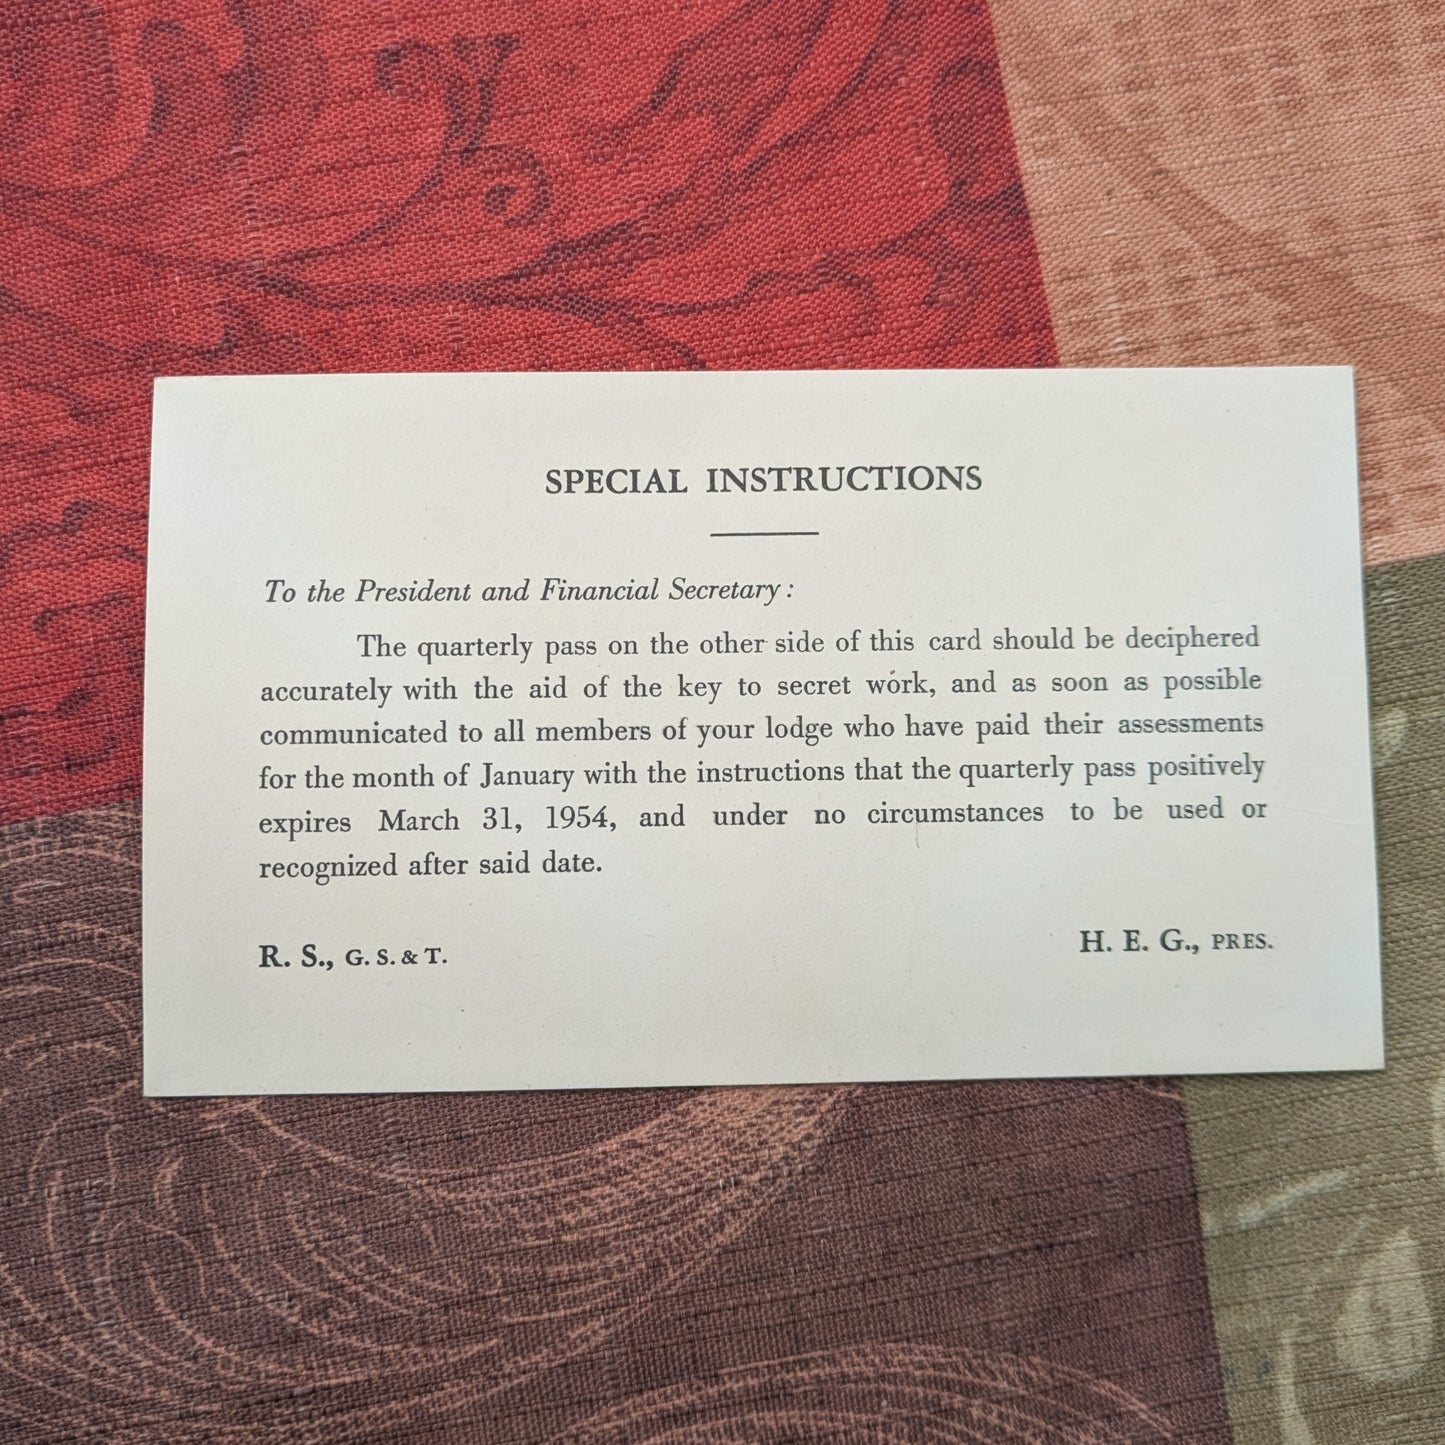 SPECIAL INSTRUCTIONS
To the President and Financial Secretary:
The quarterly pass on the other side of this card should be deciphered
accurately with the aid of the key to secret work, and as soon as possible
communicated to all members of your lodge who have paid their assessments
for the month of January with the instructions that the quarterly pass positively
expires March 31, 1954, and under no circumstances to be used or
recognized after said date.
R. S., G. S. & T.
H. E. G., PRES.